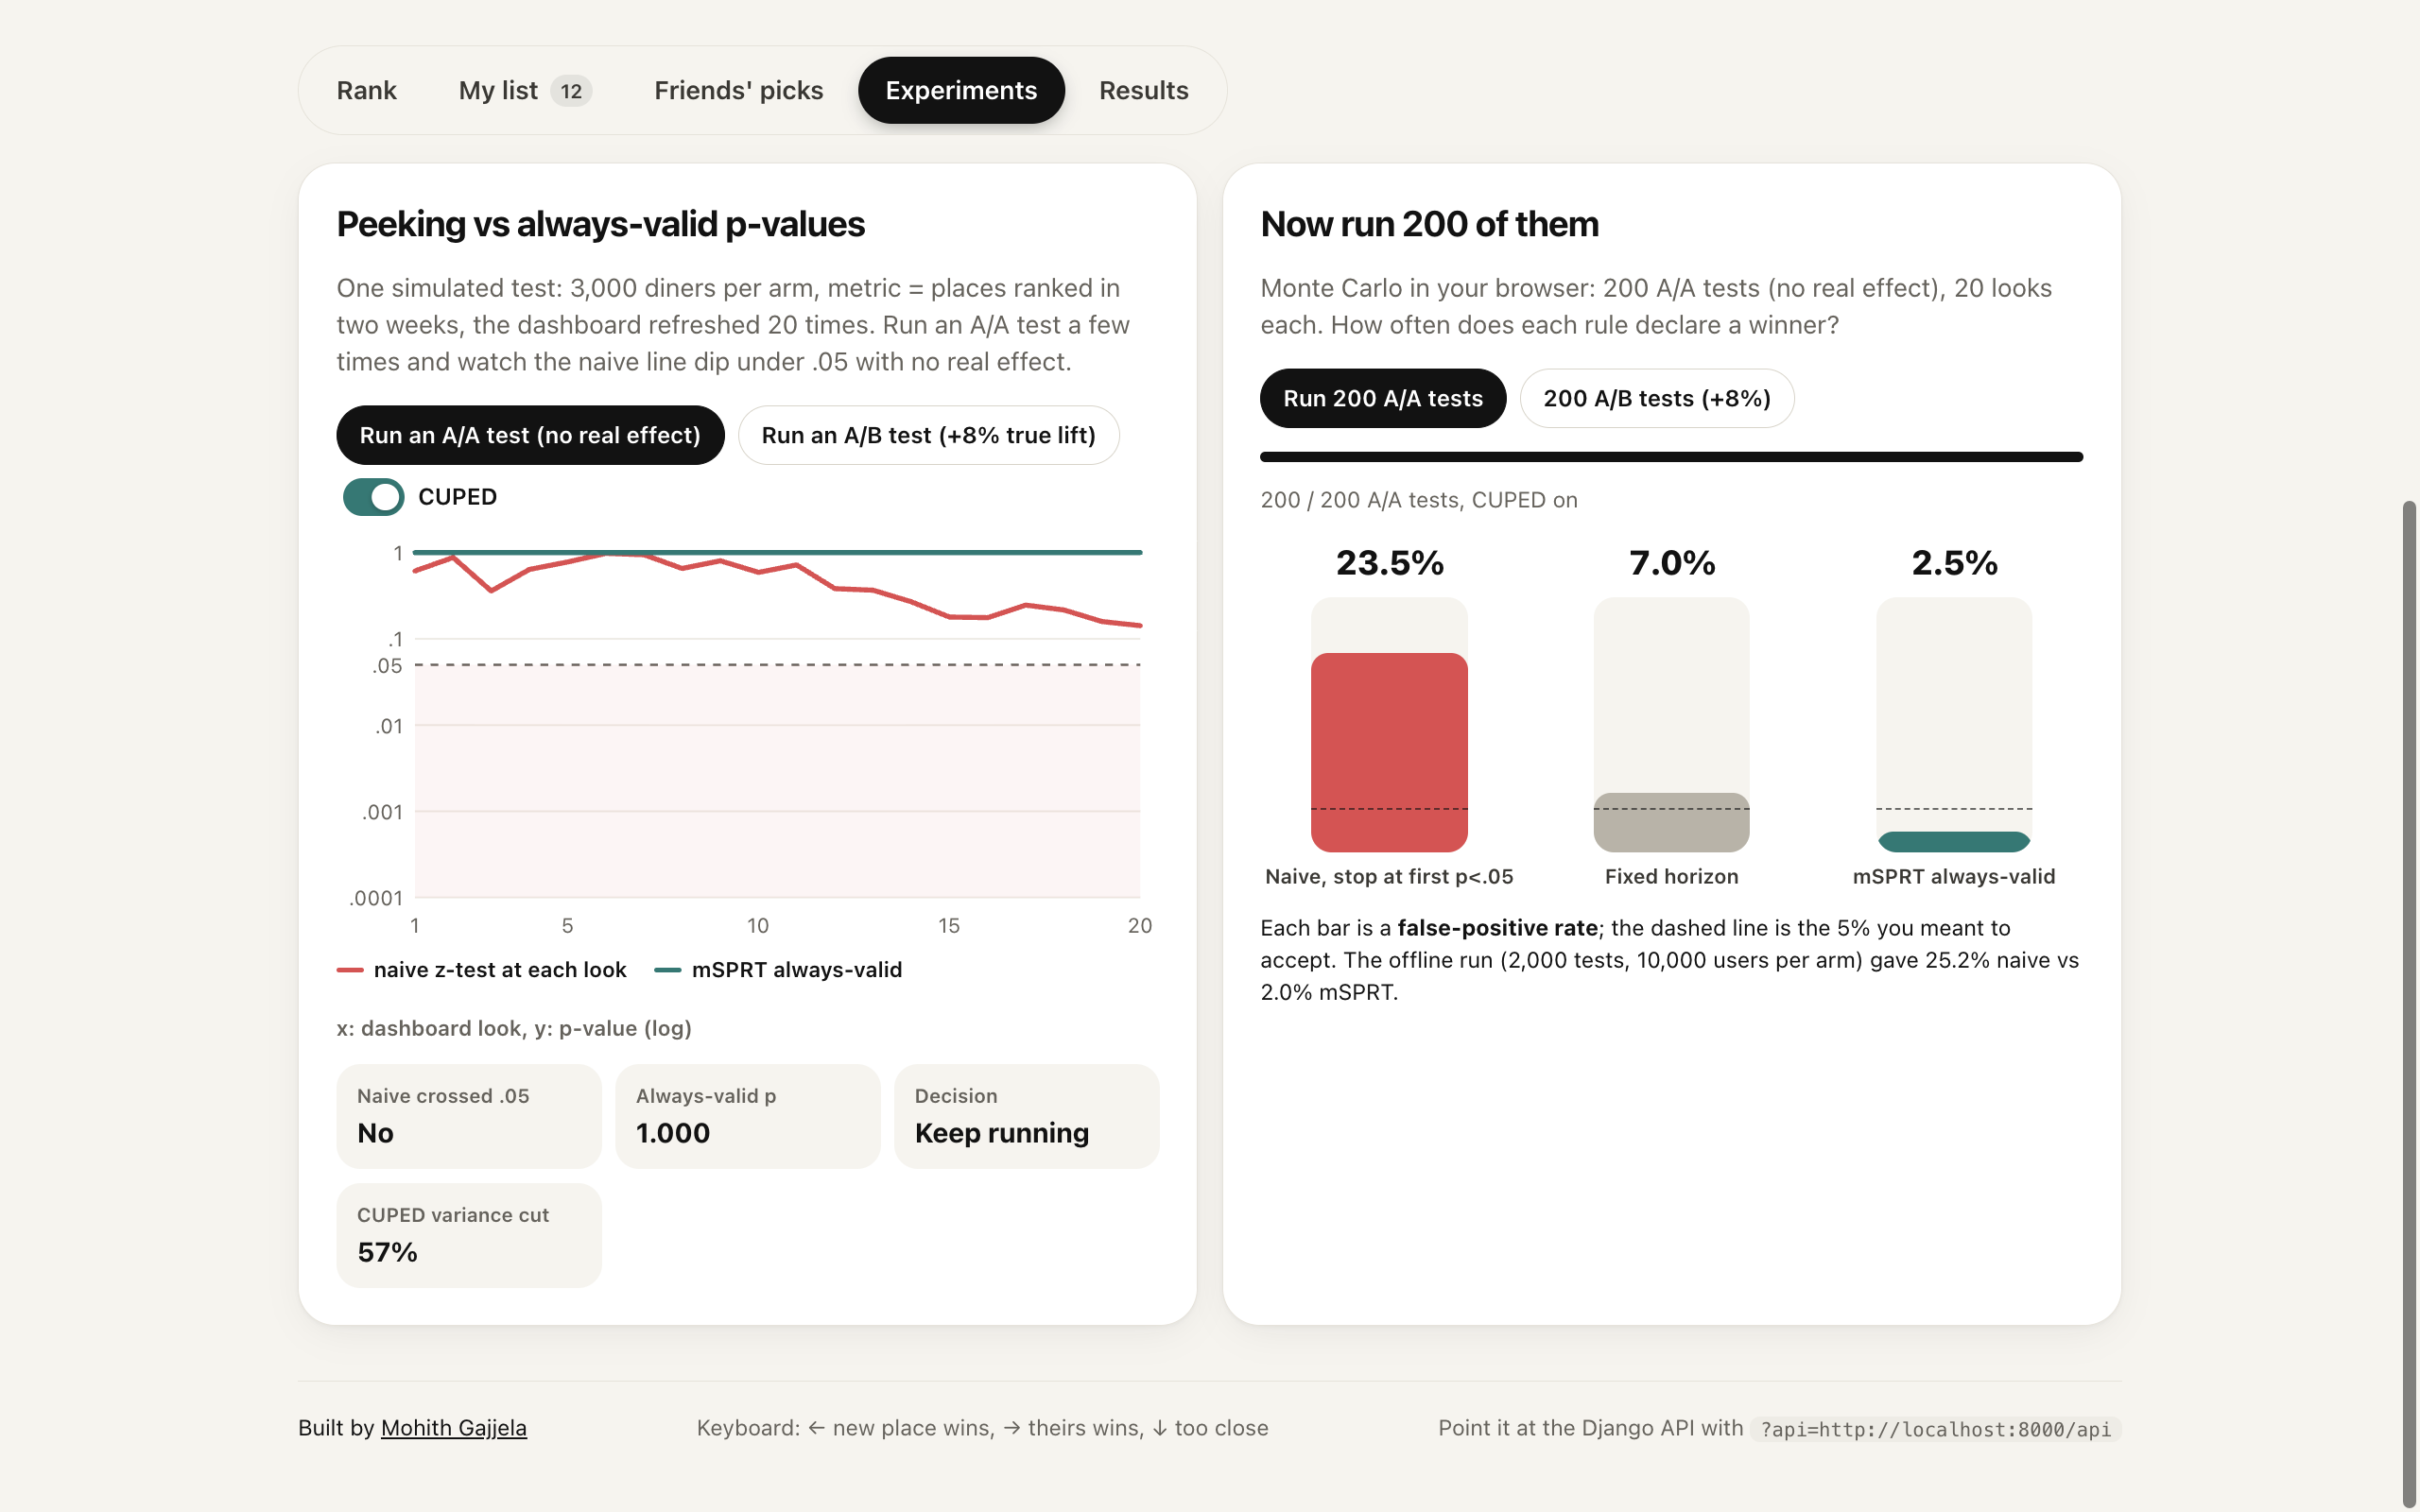 Rank My list 12 Friends' picks Experiments Results
Peeking vs always-valid p-values
One simulated test: 3,000 diners per arm, metric = places ranked in
two weeks, the dashboard refreshed 20 times. Run an A/A test a few
times and watch the naive line dip under .05 with no real effect.
Run an A/A test (no real effect) Run an A/B test (+8% true lift)
CUPED
1
.1
.05
.01
.001
.0001
1 5 10 15 20
naive z-test at each look mSPRT always-valid
x: dashboard look, y: p-value (log)
Naive crossed .05 Always-valid p Decision
No 1.000 Keep running
CUPED variance cut
57%
Now run 200 of them
Monte Carlo in your browser: 200 A/A tests (no real effect), 20 looks
each. How often does each rule declare a winner?
Run 200 A/A tests 200 A/B tests (+8%)
200 / 200 A/A tests, CUPED on
23.5% 7.0% 2.5%
Naive, stop at first p<.05 Fixed horizon mSPRT always-valid
Each bar is a false-positive rate; the dashed line is the 5% you meant to
accept. The offline run (2,000 tests, 10,000 users per arm) gave 25.2% naive vs
2.0% mSPRT.
Built by Mohith Gajjela Keyboard: ← new place wins, → theirs wins, ↓ too close Point it at the Django API with ?api=http://localhost:8000/api